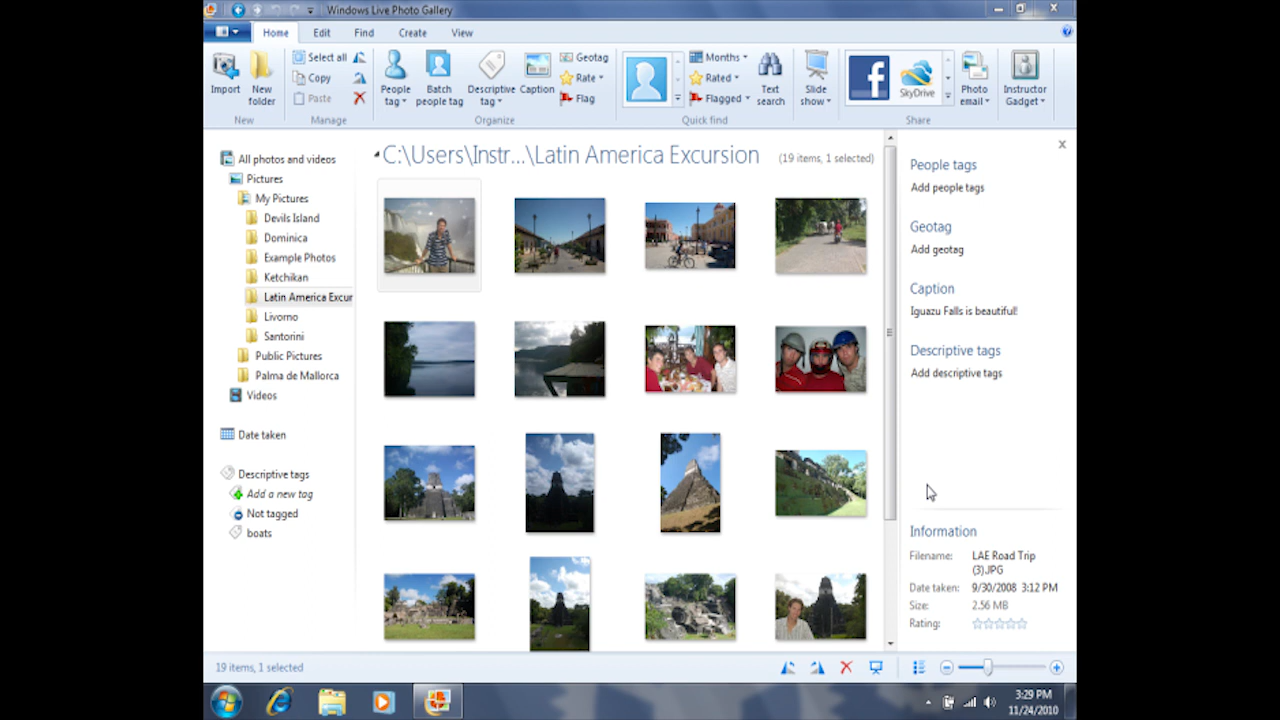 Windows Live Photo Gallery
Home Edit Find Create View
Import
New folder
New
Select all
Copy
Paste
Manage
People tag
Batch people tag
Descriptive tag
Caption
Geotag
Rate
Flag
Organize
Months
Rated
Flagged
Text search
Quick find
Slide show
SkyDrive
Photo email
Share
Instructor Gadget
All photos and videos
Pictures
My Pictures
Devils Island
Dominica
Example Photos
Ketchikan
Latin America Excur
Livorno
Santorini
Public Pictures
Palma de Mallorca
Videos
Date taken
Descriptive tags
Add a new tag
Not tagged
boats
C:\Users\Instr...\Latin America Excursion (19 items, 1 selected)
People tags
Add people tags
Geotag
Add geotag
Caption
Iguazu Falls is beautiful!
Descriptive tags
Add descriptive tags
Information
Filename: LAE Road Trip
(3).JPG
Date taken: 9/30/2008 3:12 PM
Size: 2.56 MB
Rating:
19 items, 1 selected
3:29 PM
11/24/2010